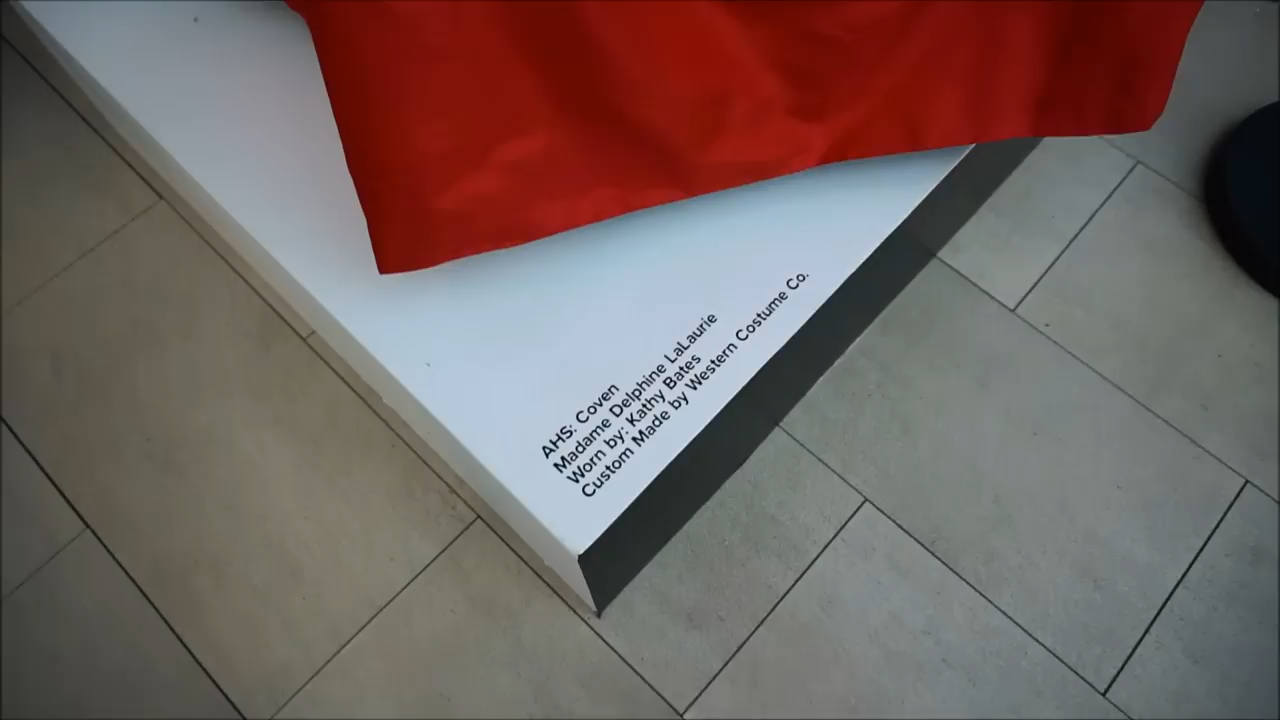 AHS: Coven
Madame Delphine LaLaurie
Worn by: Kathy Bates
Custom Made by Western Costume Co.